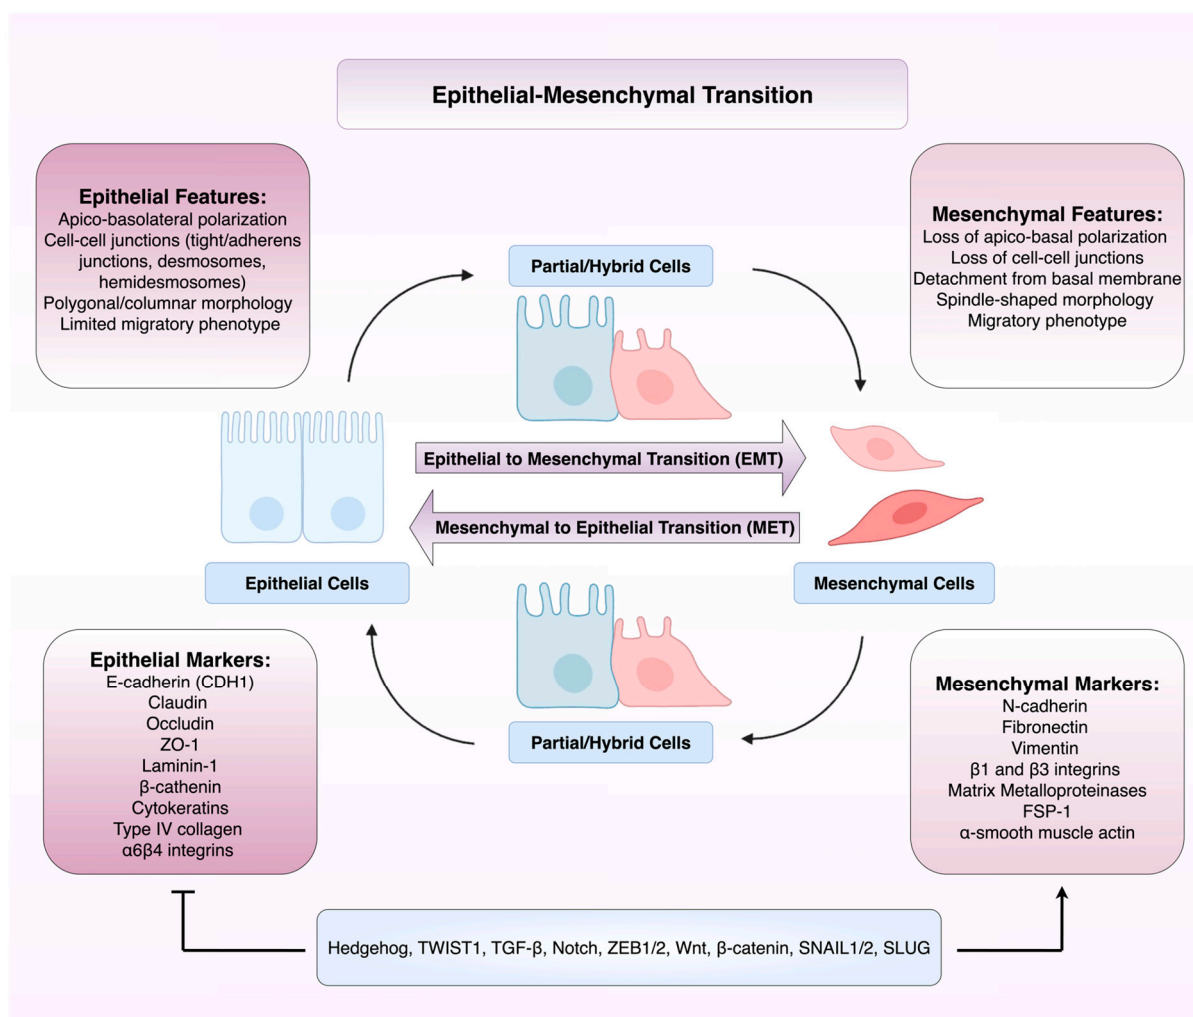 Epithelial-Mesenchymal Transition
Epithelial Features:
Apico-basolateral polarization
Cell-cell junctions (tight/adherens
junctions, desmosomes,
hemidesmosomes)
Polygonal/columnar morphology
Limited migratory phenotype
Mesenchymal Features:
Loss of apico-basal polarization
Loss of cell-cell junctions
Detachment from basal membrane
Spindle-shaped morphology
Migratory phenotype
Partial/Hybrid Cells
Epithelial to Mesenchymal Transition (EMT)
Mesenchymal to Epithelial Transition (MET)
Epithelial Cells
Mesenchymal Cells
Partial/Hybrid Cells
Epithelial Markers:
E-cadherin (CDH1)
Claudin
Occludin
ZO-1
Laminin-1
β-cathenin
Cytokeratins
Type IV collagen
α6β4 integrins
Mesenchymal Markers:
N-cadherin
Fibronectin
Vimentin
β1 and β3 integrins
Matrix Metalloproteinases
FSP-1
α-smooth muscle actin
Hedgehog, TWIST1, TGF-β, Notch, ZEB1/2, Wnt, β-catenin, SNAIL1/2, SLUG